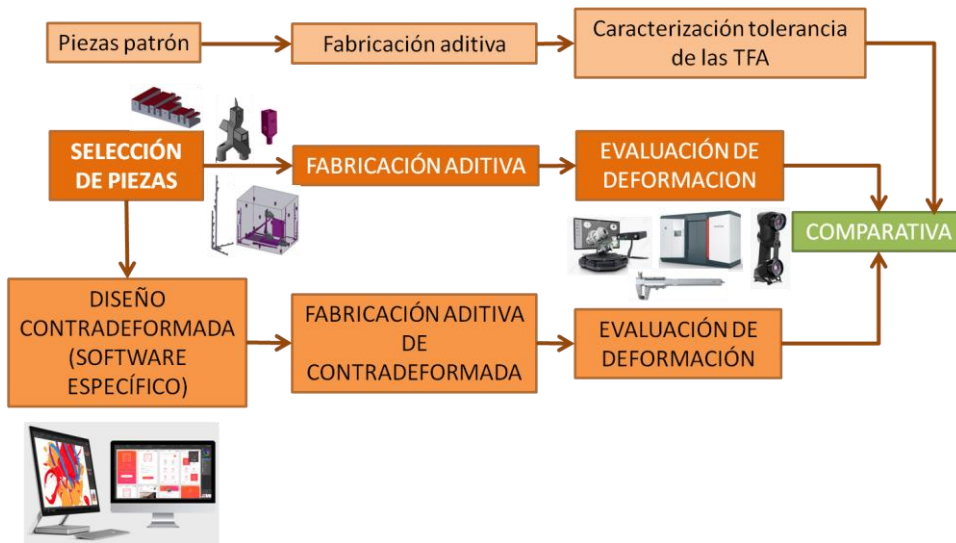 Piezas patrón
Fabricación aditiva
Caracterización tolerancia
de las TFA
SELECCIÓN
DE PIEZAS
FABRICACIÓN ADITIVA
EVALUACIÓN DE
DEFORMACION
COMPARATIVA
DISEÑO
CONTRADEFORMADA
(SOFTWARE
ESPECÍFICO)
FABRICACIÓN ADITIVA
DE
CONTRADEFORMADA
EVALUACIÓN DE
DEFORMACIÓN